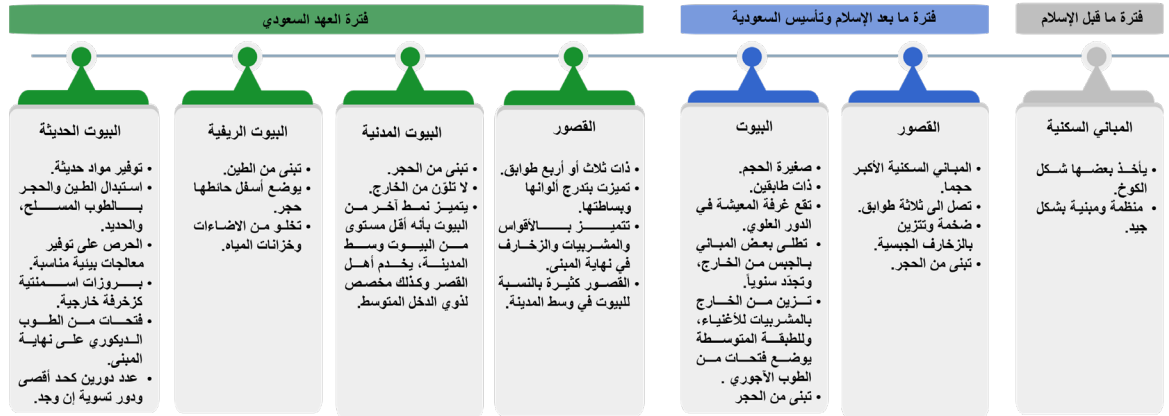 فترة ما قبل الإسلام
فترة ما بعد الإسلام وتأسيس السعودية
فترة العهد السعودي
المباني السكنية
• يأخذ بعضها شكل
الكوخ.
• منظمة ومبنية بشكل
جيد.
القصور
• المباني السكنية الأكبر
حجما.
• تصل الى ثلاثة طوابق.
• ضخمة وتتزين
بالزخارف الجبسية.
• تبنى من الحجر.
البيوت
• صغيرة الحجم.
• ذات طابقين.
• تقع غرفة المعيشة في
الدور العلوي.
• تطلى بعض المباني
بالجبس من الخارج،
وتجدّد سنوياً.
• تزين من الخارج
بالمشربيات للأغنياء،
وللطبقة المتوسطة
يوضع فتحات من
الطوب الآجوري .
• تبنى من الحجر
القصور
• ذات ثلاث أو أربع طوابق.
• تميزت بتدرج ألوانها
وبساطتها.
• تتميز بالأقواس
والمشربيات والزخارف
في نهاية المبنى.
• القصور كثيرة بالنسبة
للبيوت في وسط المدينة.
البيوت المدنية
• تبنى من الحجر.
• لا تلوّن من الخارج.
• يتميز نمط آخر من
البيوت بأنه أقل مستوى
من البيوت وسط
المدينة، يخدم أهل
القصر وكذلك مخصص
لذوي الدخل المتوسط.
البيوت الريفية
• تبنى من الطين.
• يوضع أسفل حائطها
حجر.
• تخلو من الاضاءات
وخزانات المياه.
البيوت الحديثة
• توفير مواد حديثة.
• استبدال الطين والحجر
بالطوب المسلح،
والحديد.
• الحرص على توفير
معالجات بيئية مناسبة.
• بروزات اسمنتية
كزخرفة خارجية.
• فتحات من الطوب
الديكوري على نهاية
المبنى.
• عدد دورين كحد أقصى
ودور تسوية إن وجد.